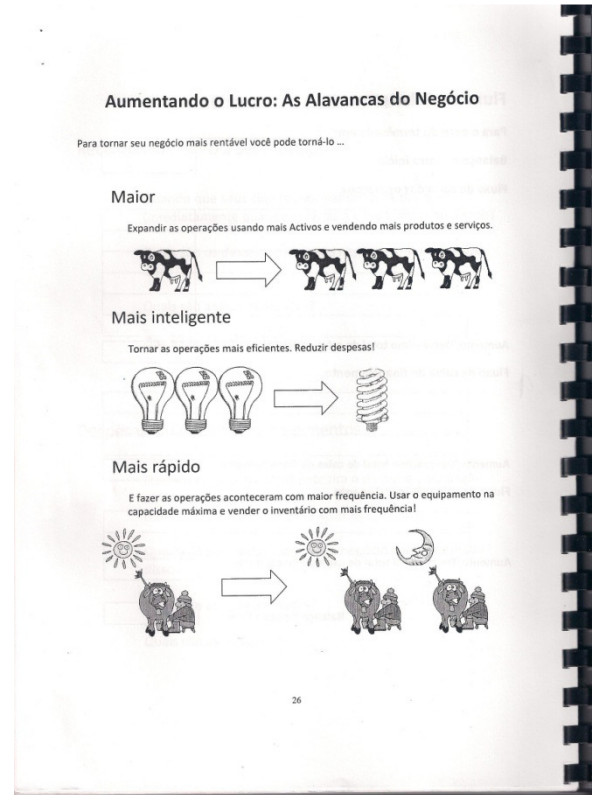 Aumentando o Lucro: As Alavancas do Negócio
Para tornar seu negócio mais rentável você pode torná-lo ...
Maior
Expandir as operações usando mais Activos e vendendo mais produtos e serviços.
Mais inteligente
Tornar as operações mais eficientes. Reduzir despesas!
Mais rápido
E fazer as operações aconteceram com maior frequência. Usar o equipamento na
capacidade máxima e vender o inventário com mais frequência!
26